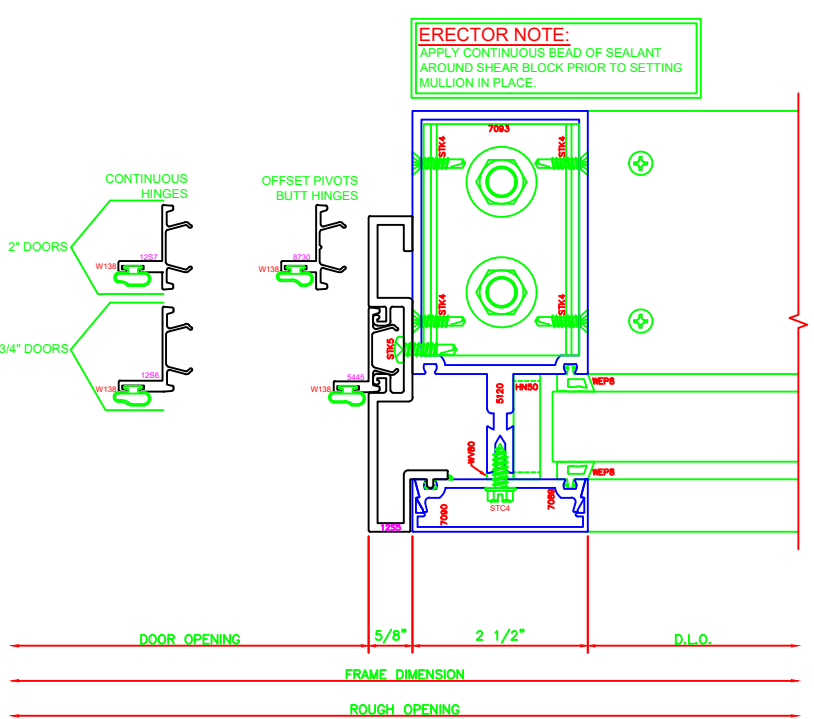 ERECTOR NOTE:
APPLY CONTINUOUS BEAD OF SEALANT
AROUND SHEAR BLOCK PRIOR TO SETTING
MULLION IN PLACE.
7093
STK4
STK4
CONTINUOUS
HINGES
OFFSET PIVOTS
BUTT HINGES
2" DOORS
W138
12S7
W138
8730
STK4
STK4
3/4" DOORS
W138
12S6
W138
5445
STK5
5120
HN50
WEP8
WV80
WEP8
7090
STC4
7089
12S5
DOOR OPENING
5/8"
2 1/2"
D.L.O.
FRAME DIMENSION
ROUGH OPENING